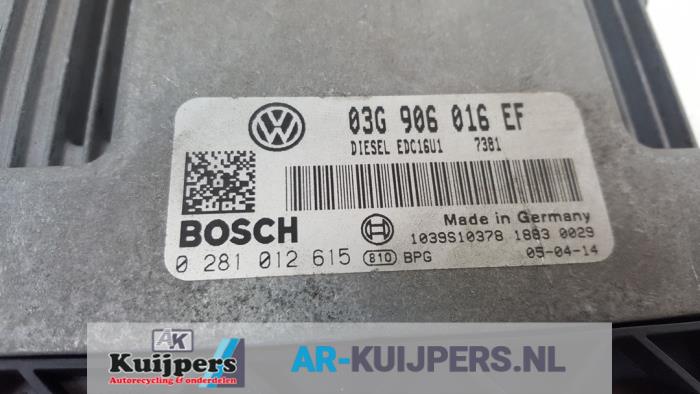 03G 906 016 EF
DIESEL EDC16U1 7381
BOSCH
Made in Germany
1039S10378 1883 0029
0 281 012 615 810 BPG 05-04-14
AK
Kuijpers
Autorecycling & onderdelen
AR-KUIJPERS.NL